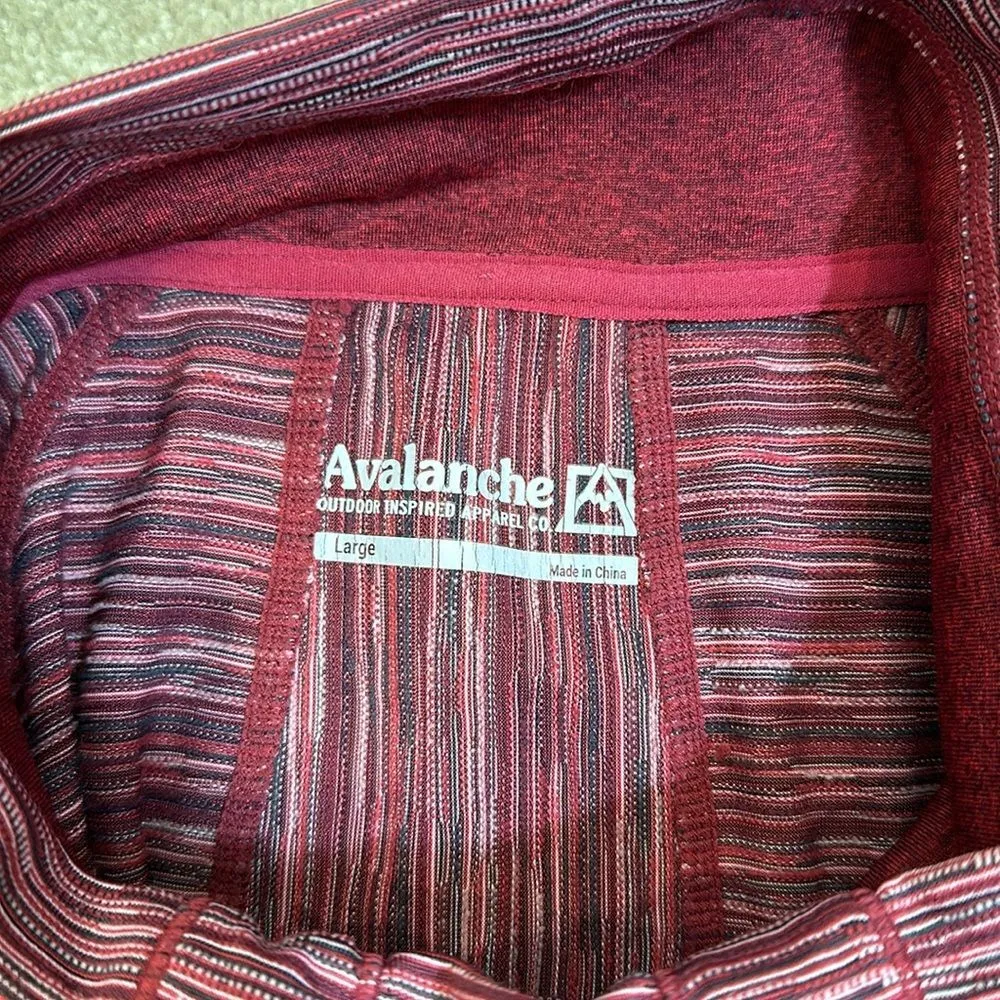 Avalanche
OUTDOOR INSPIRED APPAREL CO.
Large
Made in China